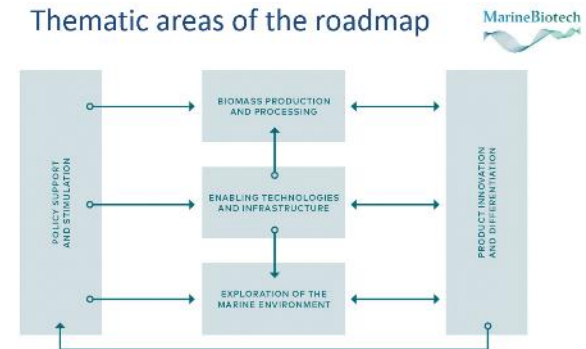 Thematic areas of the roadmap
MarineBiotech
POLICY SUPPORT
AND STIMULATION
BIOMASS PRODUCTION
AND PROCESSING
ENABLING TECHNOLOGIES
AND INFRASTRUCTURE
EXPLORATION OF THE
MARINE ENVIRONMENT
PRODUCT INNOVATION
AND DIFFERENTIATION